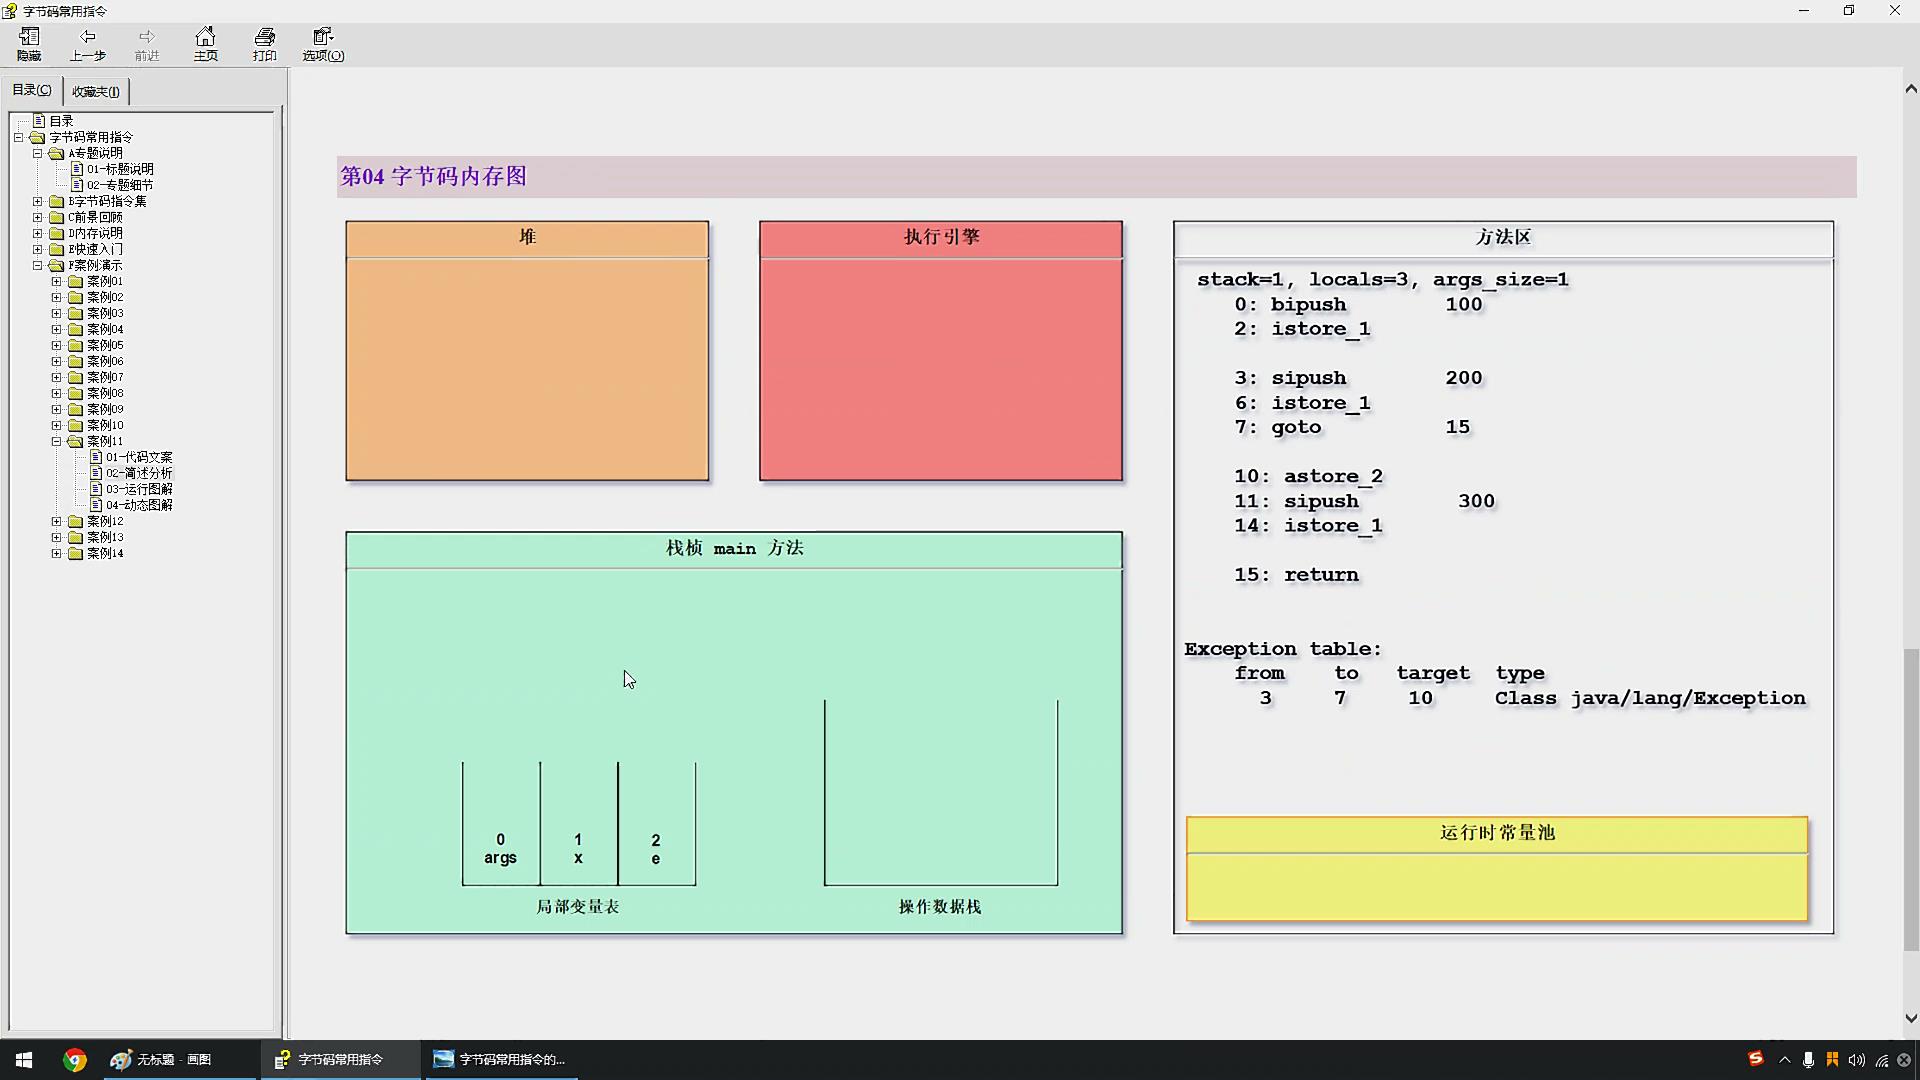 字节码常用指令
隐藏 上一步 前进 主页 打印 选项(O)
目录(C) 收藏夹(I)
目录
字节码常用指令
A专题说明
01-标题说明
02-专题细节
B字节码指令集
C前景回顾
D内存说明
E快速入门
F案例演示
案例01
案例02
案例03
案例04
案例05
案例06
案例07
案例08
案例09
案例10
案例11
01-代码文案
02-简述分析
03-运行图解
04-动态图解
案例12
案例13
案例14
第04 字节码内存图
堆
执行引擎
方法区
stack=1, locals=3, args_size=1
0: bipush 100
2: istore_1
3: sipush 200
6: istore_1
7: goto 15
10: astore_2
11: sipush 300
14: istore_1
15: return
Exception table:
from to target type
3 7 10 Class java/lang/Exception
运行时常量池
栈桢 main 方法
0 1 2
args x e
局部变量表
操作数据栈
无标题 - 画图
字节码常用指令
字节码常用指令的...